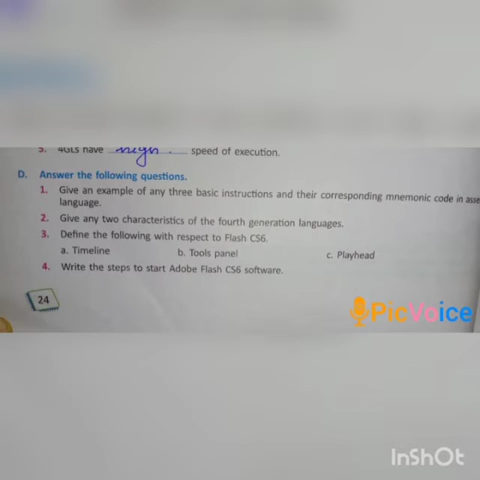 5. 4GLs have high speed of execution.
D. Answer the following questions.
1. Give an example of any three basic instructions and their corresponding mnemonic code in asse
language.
2. Give any two characteristics of the fourth generation languages.
3. Define the following with respect to Flash CS6.
a. Timeline b. Tools panel c. Playhead
4. Write the steps to start Adobe Flash CS6 software.
24
PicVoice
InShOt